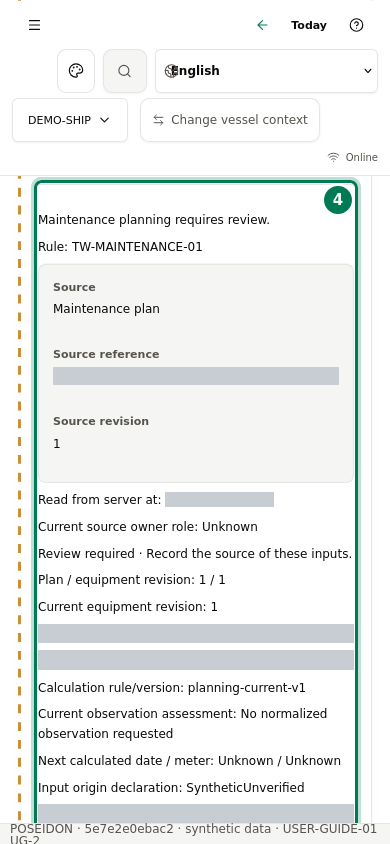 Today
English
DEMO-SHIP
Change vessel context
Online
4
Maintenance planning requires review.
Rule: TW-MAINTENANCE-01
Source
Maintenance plan
Source reference
Source revision
1
Read from server at:
Current source owner role: Unknown
Review required · Record the source of these inputs.
Plan / equipment revision: 1 / 1
Current equipment revision: 1
Calculation rule/version: planning-current-v1
Current observation assessment: No normalized
observation requested
Next calculated date / meter: Unknown / Unknown
Input origin declaration: SyntheticUnverified
POSEIDON · 5e7e2e0ebac2 · synthetic data · USER-GUIDE-01
UG-2